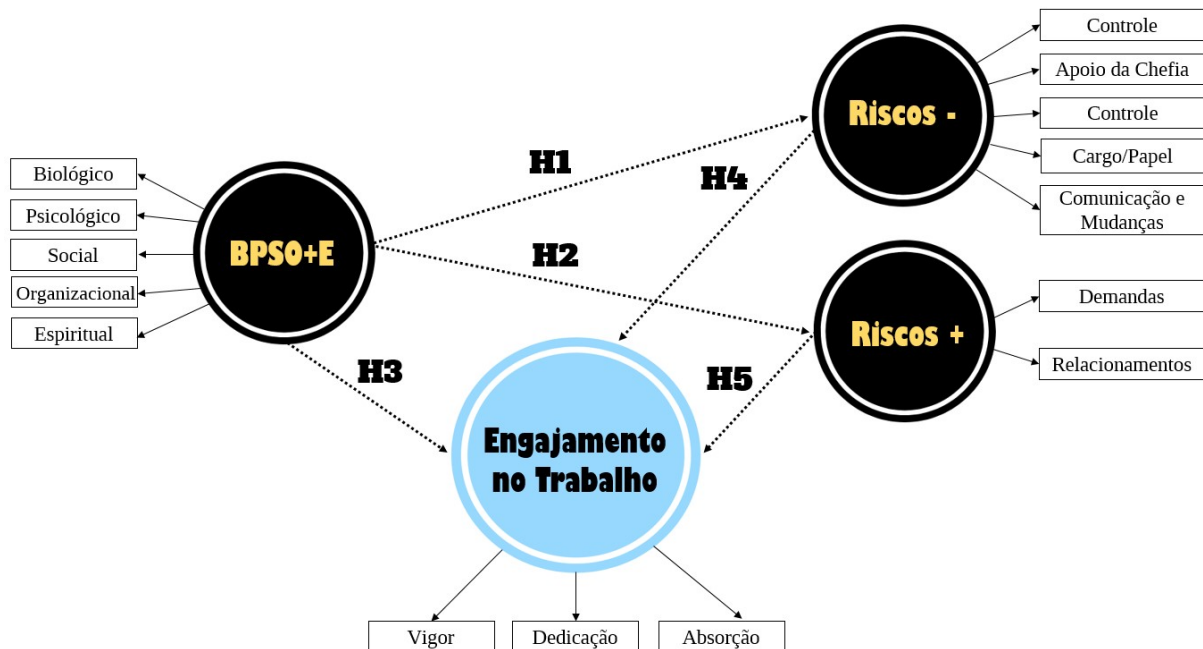 Controle
Apoio da Chefia
Riscos -
Controle
Cargo/Papel
Comunicação e
Mudanças
H1
H4
Biológico
Psicológico
Social
Organizacional
Espiritual
BPSO+E
H2
Demandas
Riscos +
Relacionamentos
H3
H5
Engajamento
no Trabalho
Vigor
Dedicação
Absorção